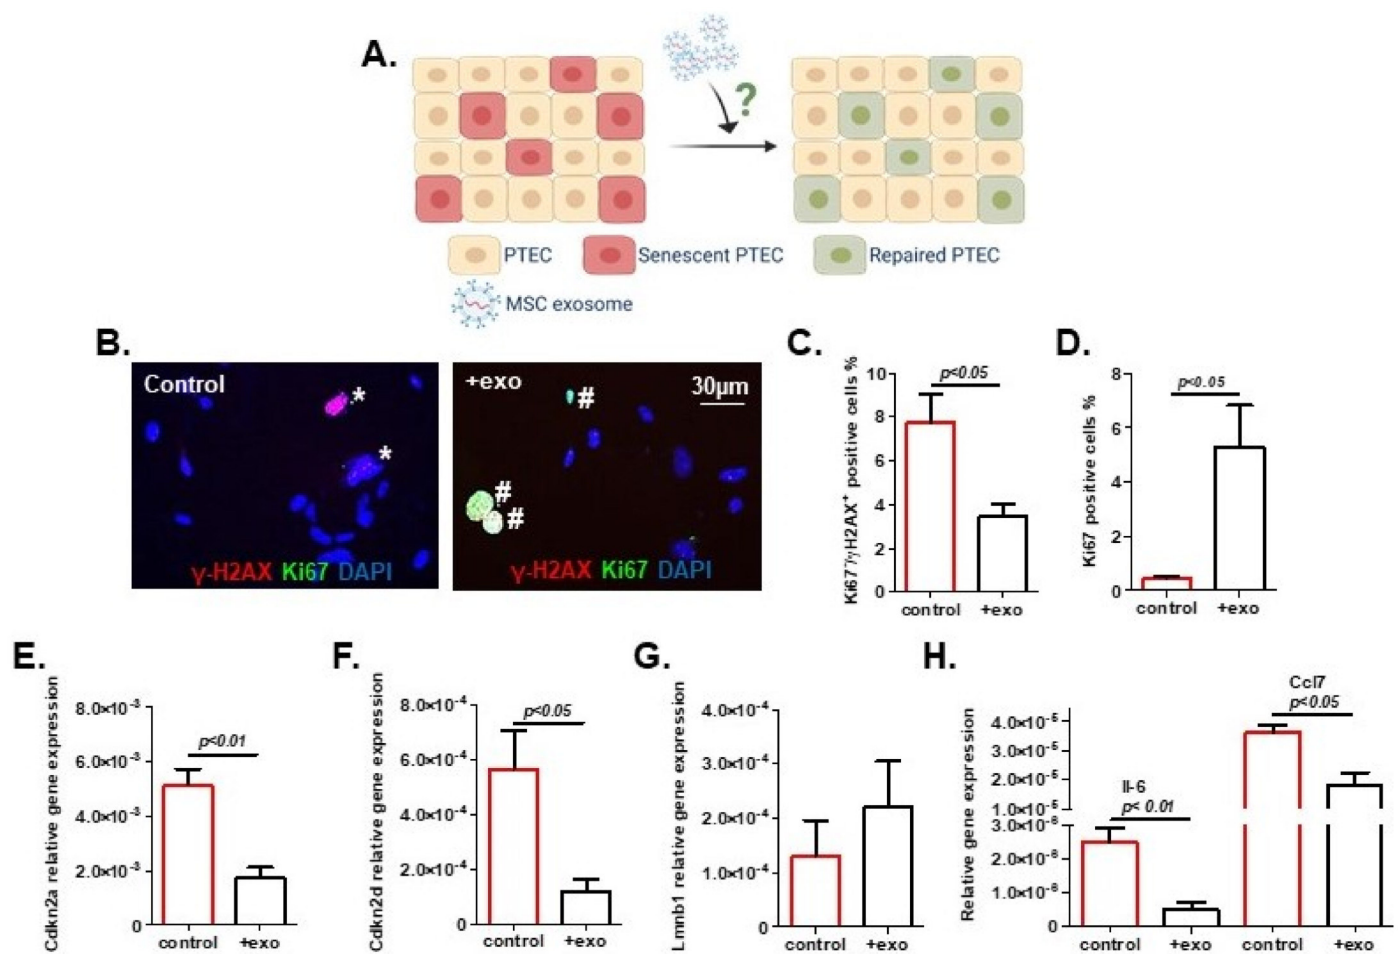 A.
?
PTEC
Senescent PTEC
Repaired PTEC
MSC exosome
B.
Control
*
*
γ-H2AX Ki67 DAPI
+exo
30μm
#
#
#
γ-H2AX Ki67 DAPI
C.
Ki67⁻/γH2AX⁺ positive cells %
10
8
6
4
2
0
p<0.05
control
+exo
D.
Ki67 positive cells %
8
6
4
2
0
p<0.05
control
+exo
E.
Cdkn2a relative gene expression
8.0×10⁻³
6.0×10⁻³
4.0×10⁻³
2.0×10⁻³
0
p<0.01
control
+exo
F.
Cdkn2d relative gene expression
8.0×10⁻⁴
6.0×10⁻⁴
4.0×10⁻⁴
2.0×10⁻⁴
0
p<0.05
control
+exo
G.
Lmnb1 relative gene expression
4.0×10⁻⁴
3.0×10⁻⁴
2.0×10⁻⁴
1.0×10⁻⁴
0
control
+exo
H.
Relative gene expression
4.0×10⁻⁵
3.0×10⁻⁵
2.0×10⁻⁵
1.0×10⁻⁵
3.0×10⁻⁶
2.0×10⁻⁶
1.0×10⁻⁶
0
Il-6
p< 0.01
Ccl7
p<0.05
control
+exo
control
+exo